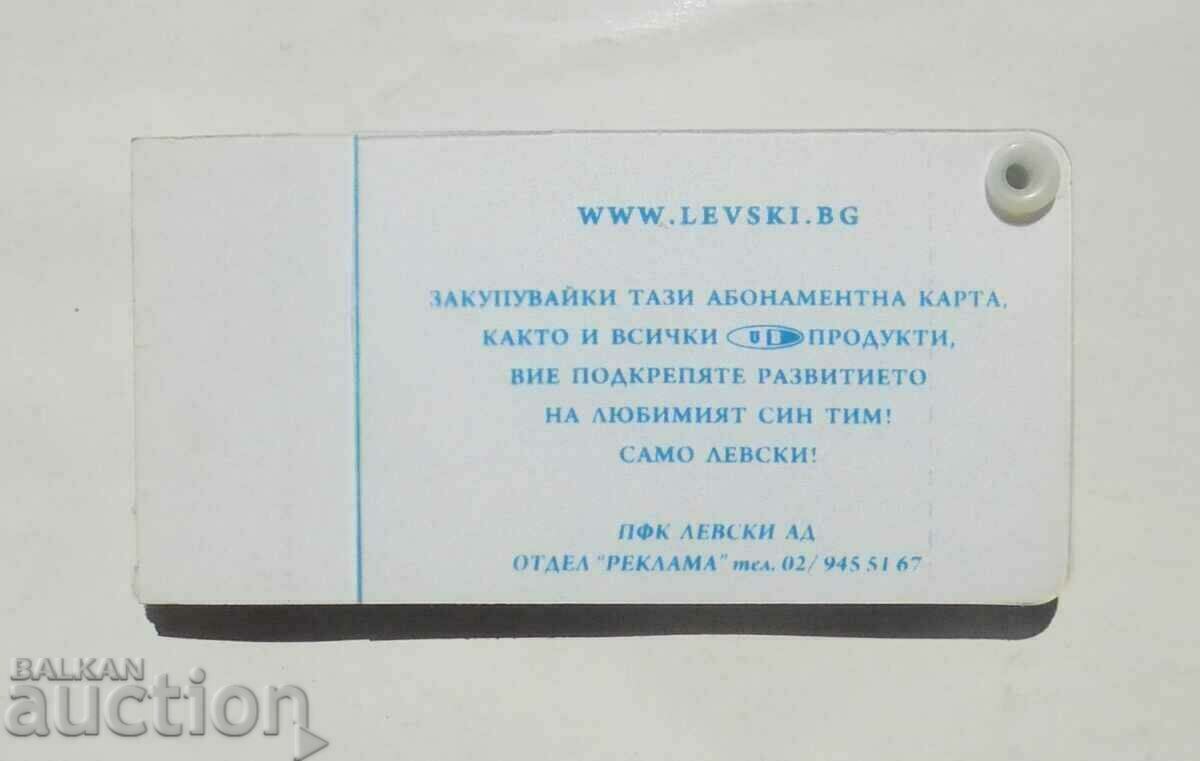 WWW.LEVSKI.BG
ЗАКУПУВАЙКИ ТАЗИ АБОНАМЕНТНА КАРТА,
КАКТО И ВСИЧКИ ПРОДУКТИ,
ВИЕ ПОДКРЕПЯТЕ РАЗВИТИЕТО
НА ЛЮБИМИЯТ СИН ТИМ!
САМО ЛЕВСКИ!
ПФК ЛЕВСКИ АД
ОТДЕЛ "РЕКЛАМА" тел. 02/ 945 51 67
BALKAN
auction